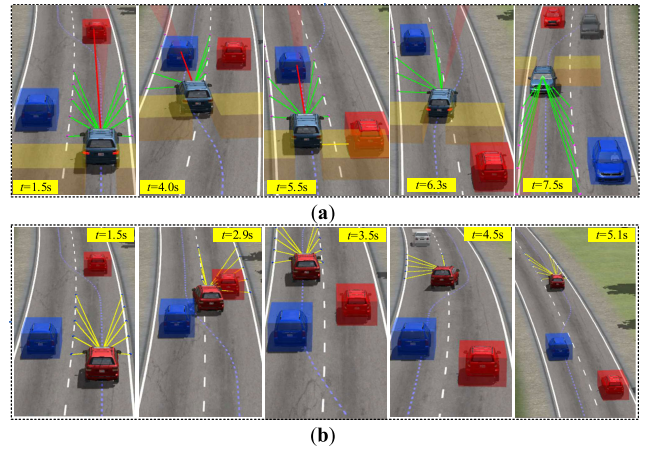 t=1.5s
t=4.0s
t=5.5s
t=6.3s
t=7.5s
(a)
t=1.5s
t=2.9s
t=3.5s
t=4.5s
t=5.1s
(b)